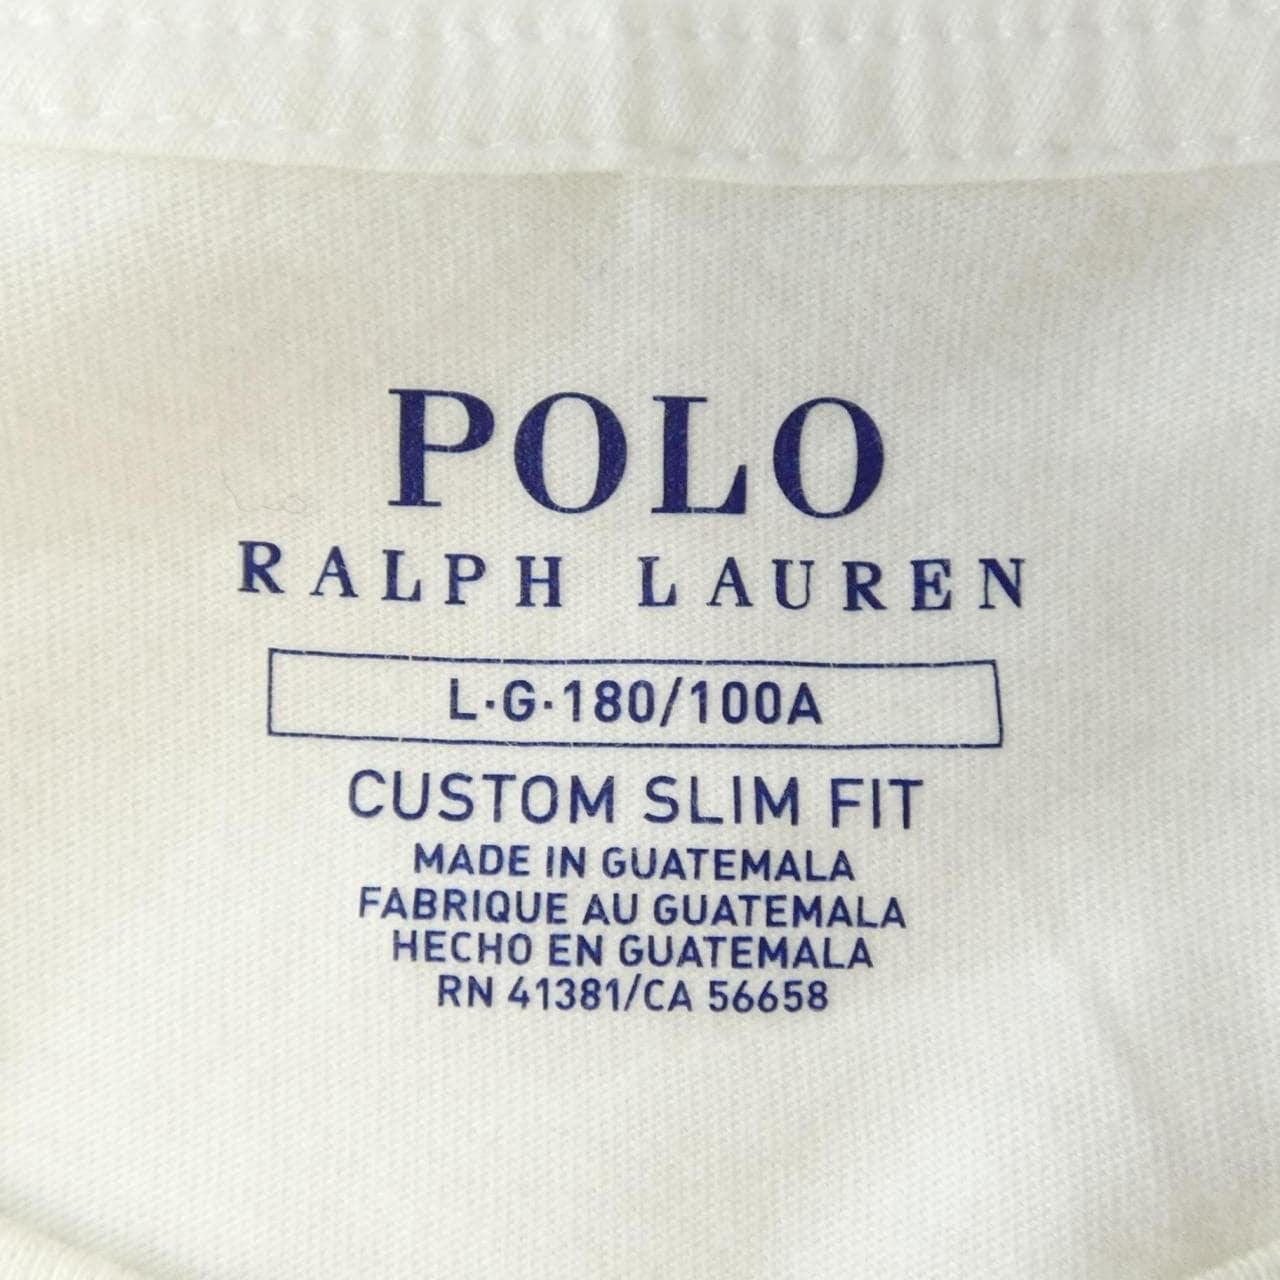 POLO
RALPH LAUREN
L·G·180/100A
CUSTOM SLIM FIT
MADE IN GUATEMALA
FABRIQUE AU GUATEMALA
HECHO EN GUATEMALA
RN 41381/CA 56658